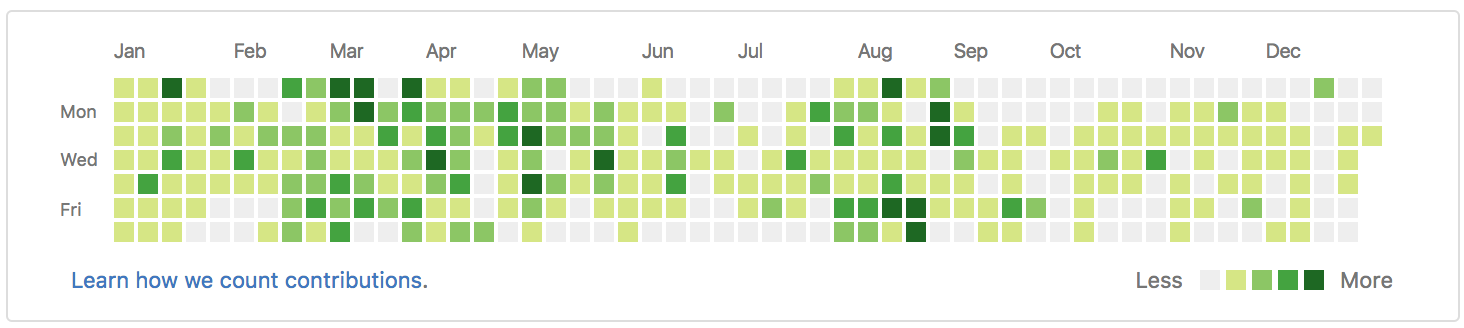 Jan Feb Mar Apr May Jun Jul Aug Sep Oct Nov Dec
Mon
Wed
Fri
Learn how we count contributions. Less More